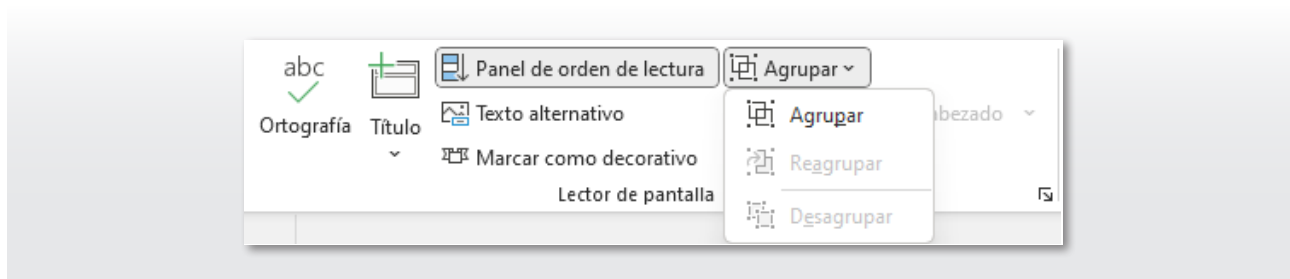 abc
Ortografía
Título
Panel de orden de lectura
Texto alternativo
Marcar como decorativo
Lector de pantalla
Agrupar
Agrupar
Reagrupar
Desagrupar